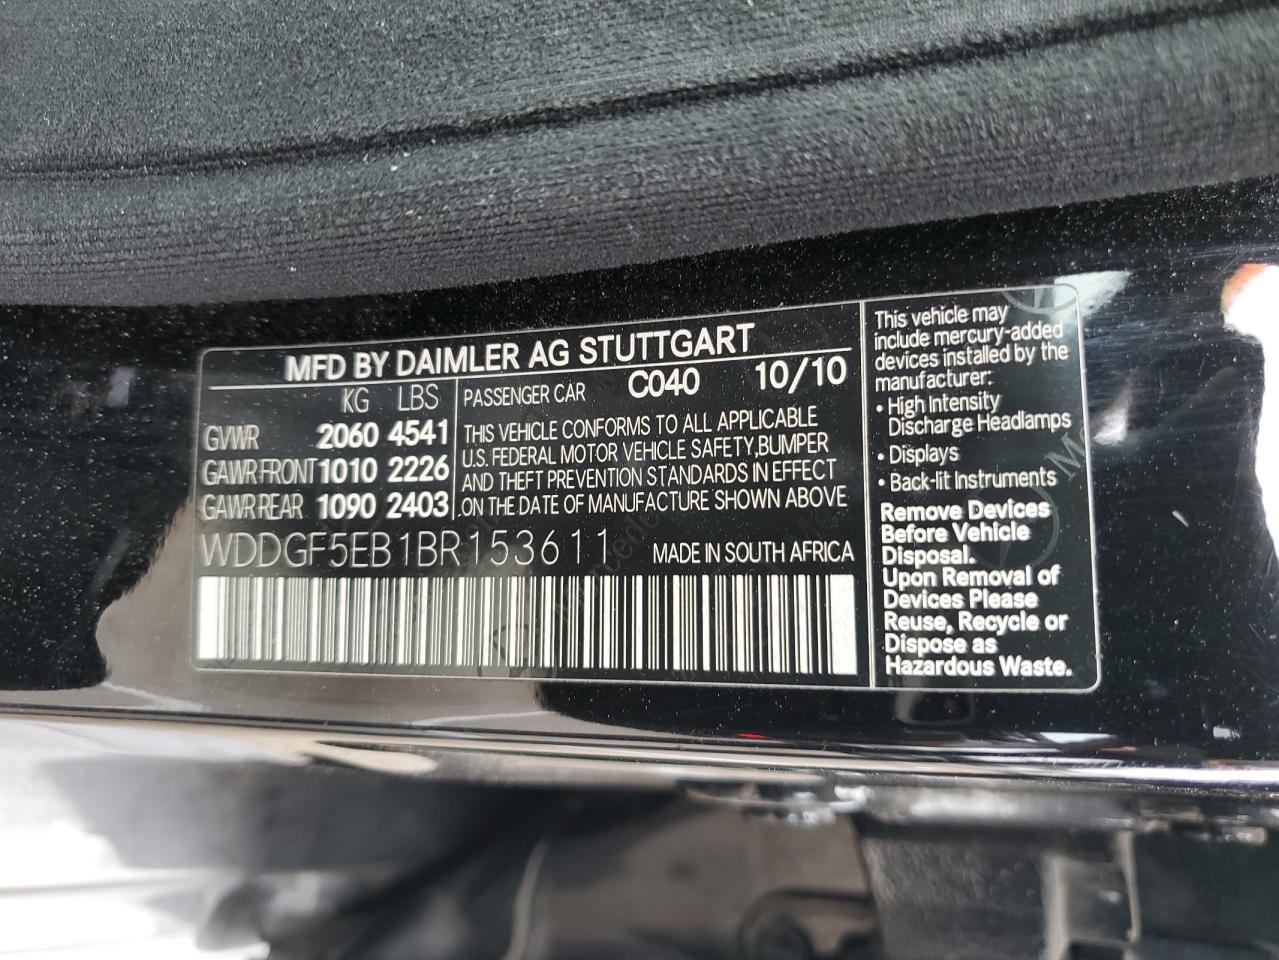 MFD BY DAIMLER AG STUTTGART
KG LBS
GVWR 2060 4541
GAWR FRONT 1010 2226
GAWR REAR 1090 2403
PASSENGER CAR C040 10/10
THIS VEHICLE CONFORMS TO ALL APPLICABLE
U.S. FEDERAL MOTOR VEHICLE SAFETY, BUMPER
AND THEFT PREVENTION STANDARDS IN EFFECT
ON THE DATE OF MANUFACTURE SHOWN ABOVE
WDDGF5EB1BR153611 MADE IN SOUTH AFRICA
This vehicle may
include mercury-added
devices installed by the
manufacturer:
• High Intensity
Discharge Headlamps
• Displays
• Back-lit Instruments
Remove Devices
Before Vehicle
Disposal.
Upon Removal of
Devices Please
Reuse, Recycle or
Dispose as
Hazardous Waste.